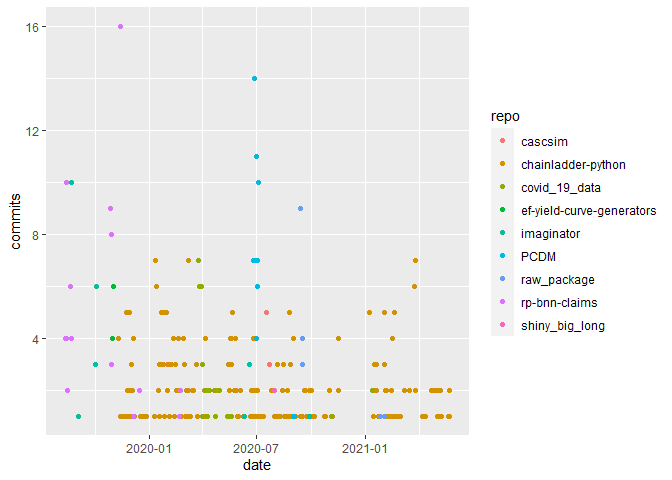 16
12
8
4
commits
2020-01
2020-07
2021-01
date
repo
cascsim
chainladder-python
covid_19_data
ef-yield-curve-generators
imaginator
PCDM
raw_package
rp-bnn-claims
shiny_big_long